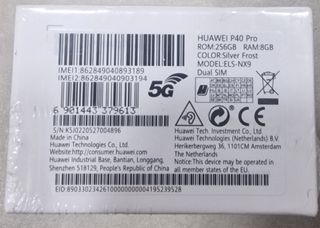 HUAWEI P40 Pro
ROM:256GB RAM:8GB
COLOR:Silver Frost
MODEL:ELS-NX9
Dual SIM
IMEI1:862849040893189
IMEI2:862849040903194
5G
6 901443 379613
S/N:K5J0220527004896
Made in China
Huawei Technologies Co., Ltd.
Website:http://consumer.huawei.com
Huawei Industrial Base, Bantian, Longgang,
Shenzhen 518129, People's Republic of China
Huawei Tech. Investment Co., Ltd.
Huawei Technologies (Netherlands) B.V.
Herikerbergweg 36, 1101CM Amsterdam
The Netherlands
Notice:This device may be operated in
all member states of the EU.